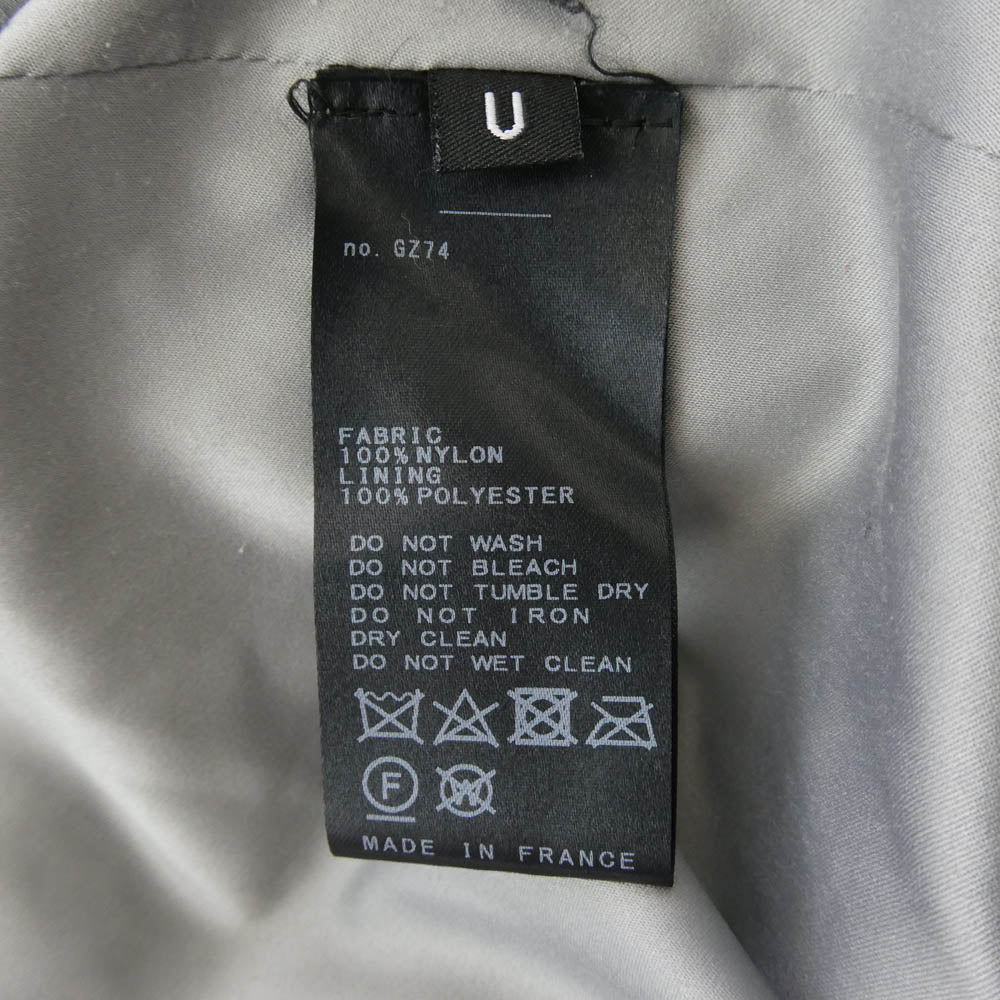 U
no. GZ74
FABRIC
100% NYLON
LINING
100% POLYESTER
DO NOT WASH
DO NOT BLEACH
DO NOT TUMBLE DRY
DO NOT IRON
DRY CLEAN
DO NOT WET CLEAN
F W
MADE IN FRANCE